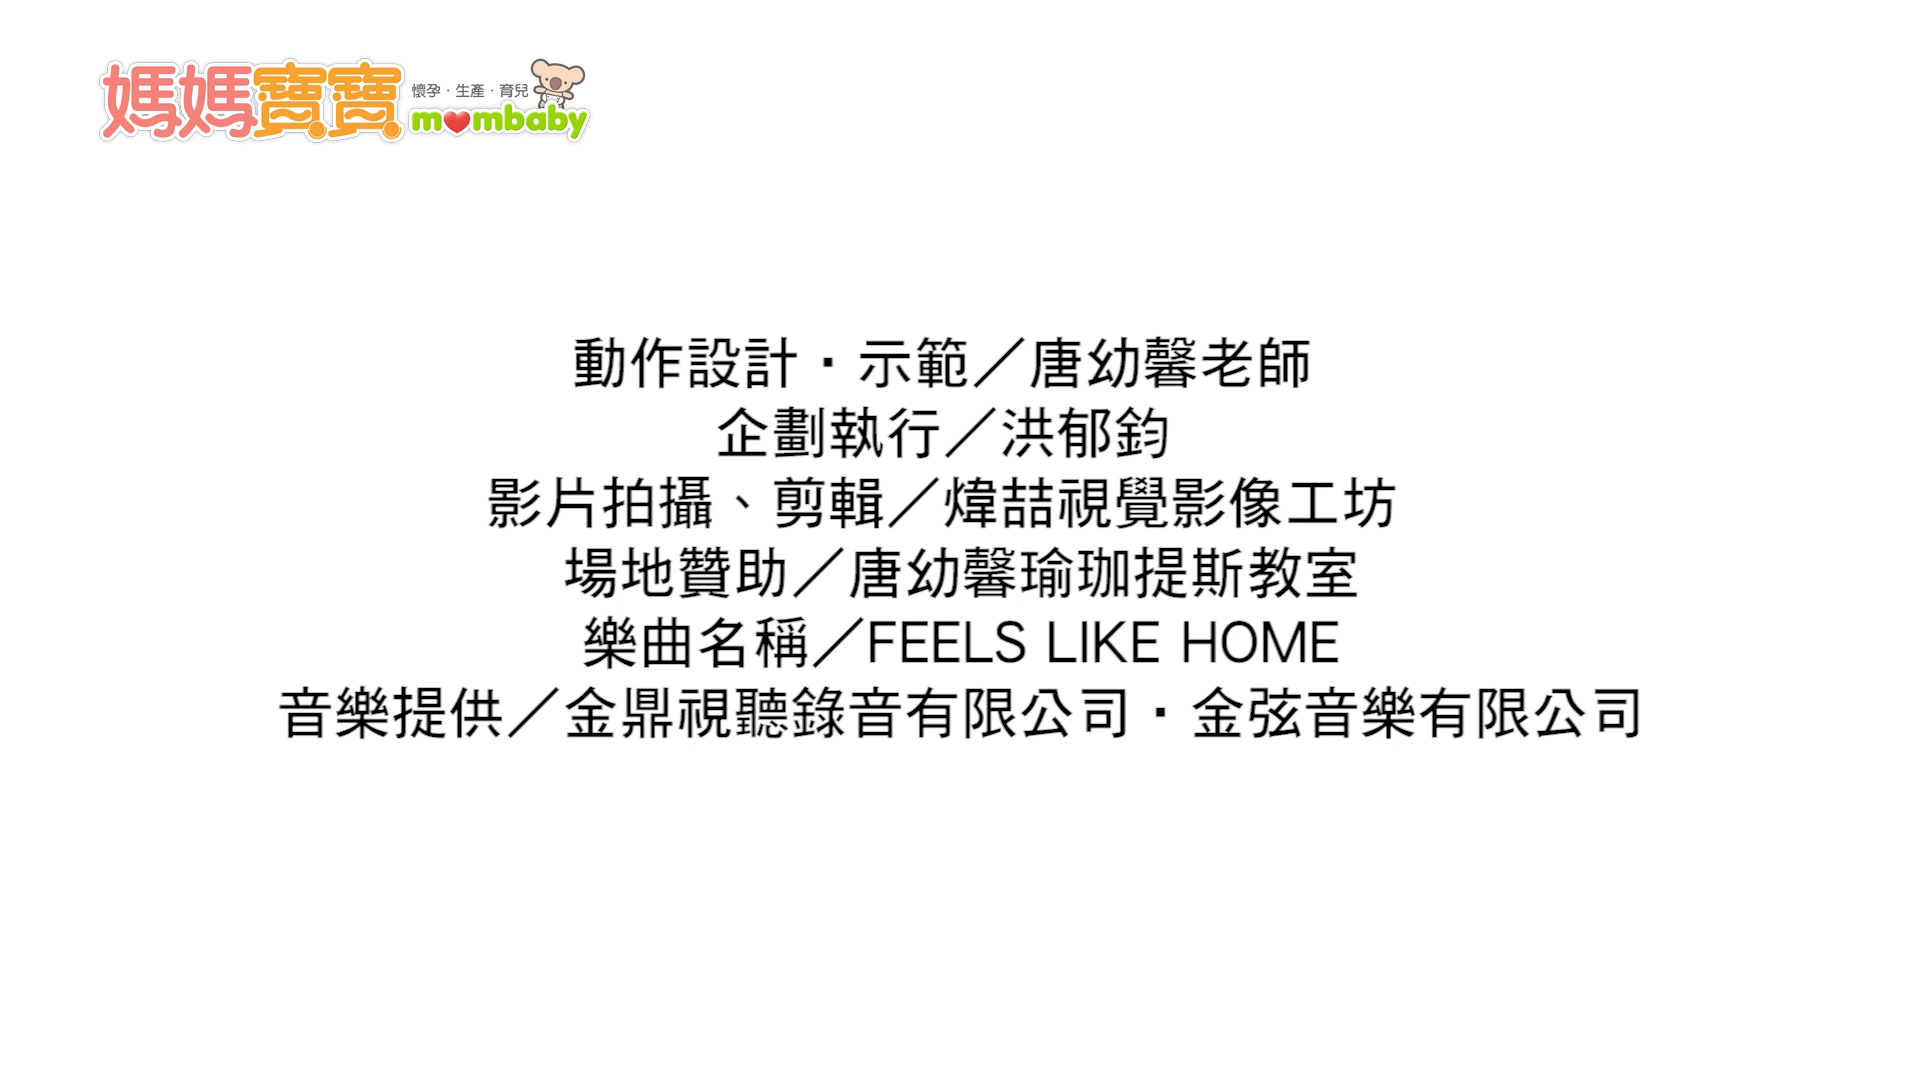 媽媽寶寶
懷孕·生產·育兒
mombaby
動作設計·示範／唐幼馨老師
企劃執行／洪郁鈞
影片拍攝、剪輯／煒喆視覺影像工坊
場地贊助／唐幼馨瑜珈提斯教室
樂曲名稱／FEELS LIKE HOME
音樂提供／金鼎視聽錄音有限公司·金弦音樂有限公司